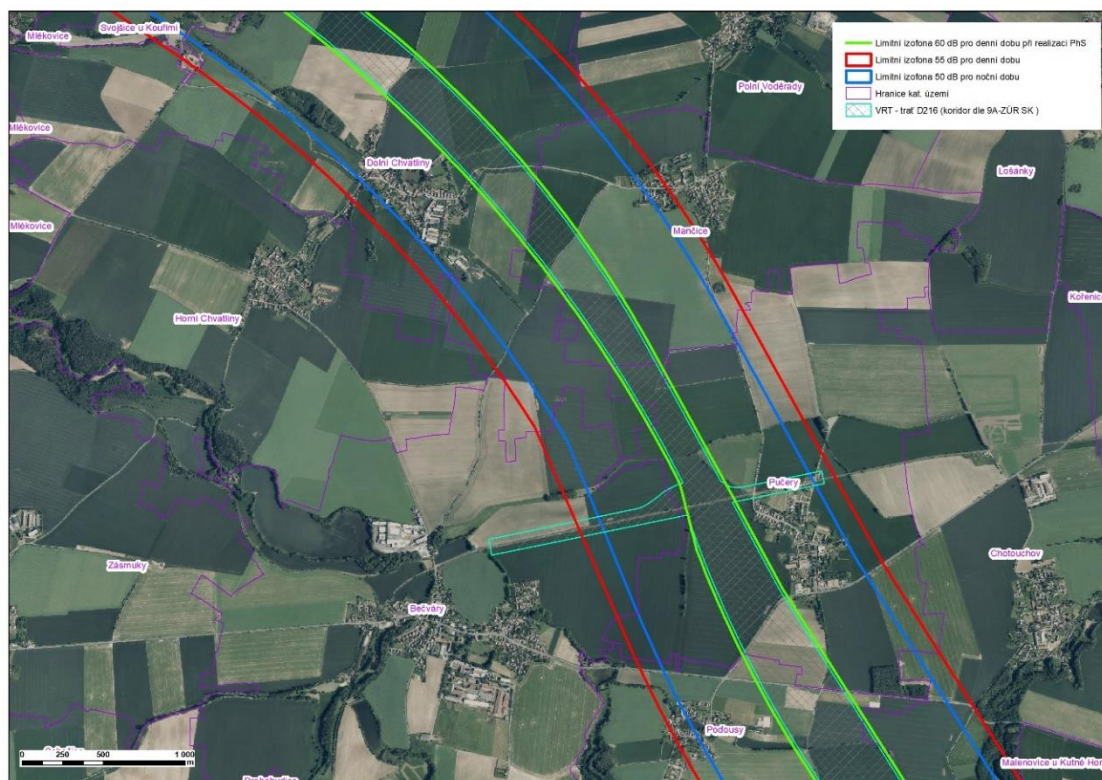 Mlékovice
Svojšice u Kouřimi
Polní Voděrady
Limitní izofona 60 dB pro denní dobu při realizaci PhS
Limitní izofona 55 dB pro denní dobu
Limitní izofona 50 dB pro noční dobu
Hranice kat. území
VRT - trať D216 (koridor dle 9A-ZÚR SK )
Mlékovice
Dolní Chvatliny
Lošánky
Mlékovice
Mančice
Horní Chvatliny
Kořenic
Pučery
Zásmuky
Chotouchov
Bečváry
Poďousy
0 250 500 1 000
m
Malenovice u Kutné Hor